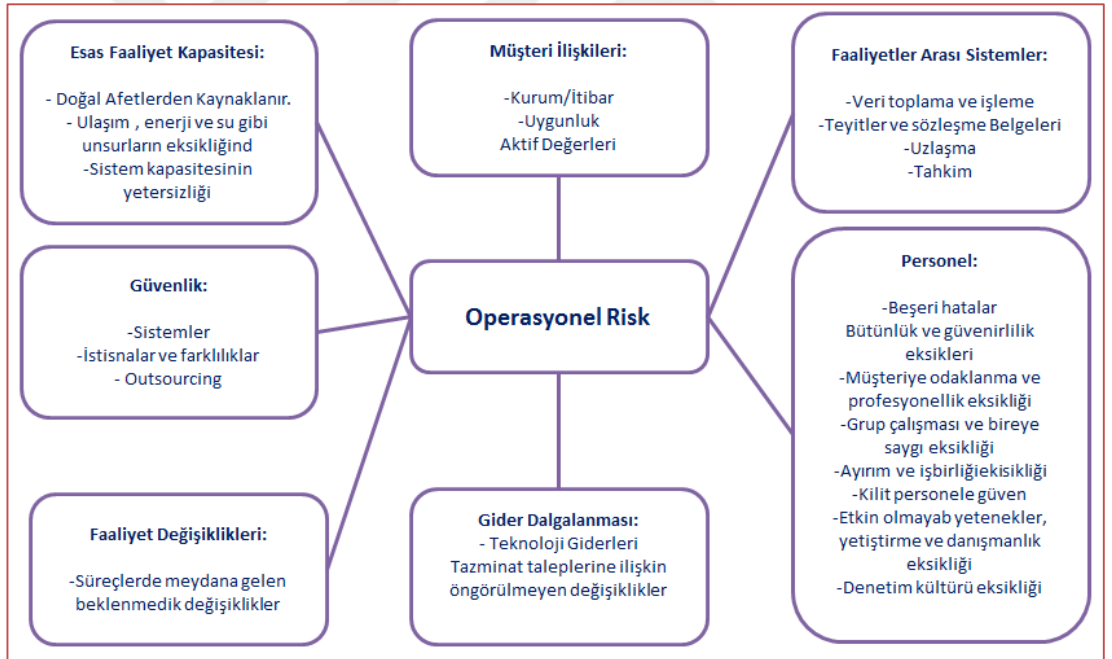 Esas Faaliyet Kapasitesi:
- Doğal Afetlerden Kaynaklanır.
- Ulaşım , enerji ve su gibi
unsurların eksikliğind
-Sistem kapasitesinin
yetersizliği
Müşteri İlişkileri:
-Kurum/İtibar
-Uygunluk
Aktif Değerleri
Faaliyetler Arası Sistemler:
-Veri toplama ve işleme
-Teyitler ve sözleşme Belgeleri
-Uzlaşma
-Tahkim
Güvenlik:
-Sistemler
-İstisnalar ve farklılıklar
- Outsourcing
Operasyonel Risk
Personel:
-Beşeri hatalar
Bütünlük ve güvenirlilik
eksikleri
-Müşteriye odaklanma ve
profesyonellik eksikliği
-Grup çalışması ve bireye
saygı eksikliği
-Ayırım ve işbirliğiekisikliği
-Kilit personele güven
-Etkin olmayab yetenekler,
yetiştirme ve danışmanlık
eksikliği
-Denetim kültürü eksikliği
Faaliyet Değişiklikleri:
-Süreçlerde meydana gelen
beklenmedik değişiklikler
Gider Dalgalanması:
- Teknoloji Giderleri
Tazminat taleplerine ilişkin
öngörülmeyen değişiklikler